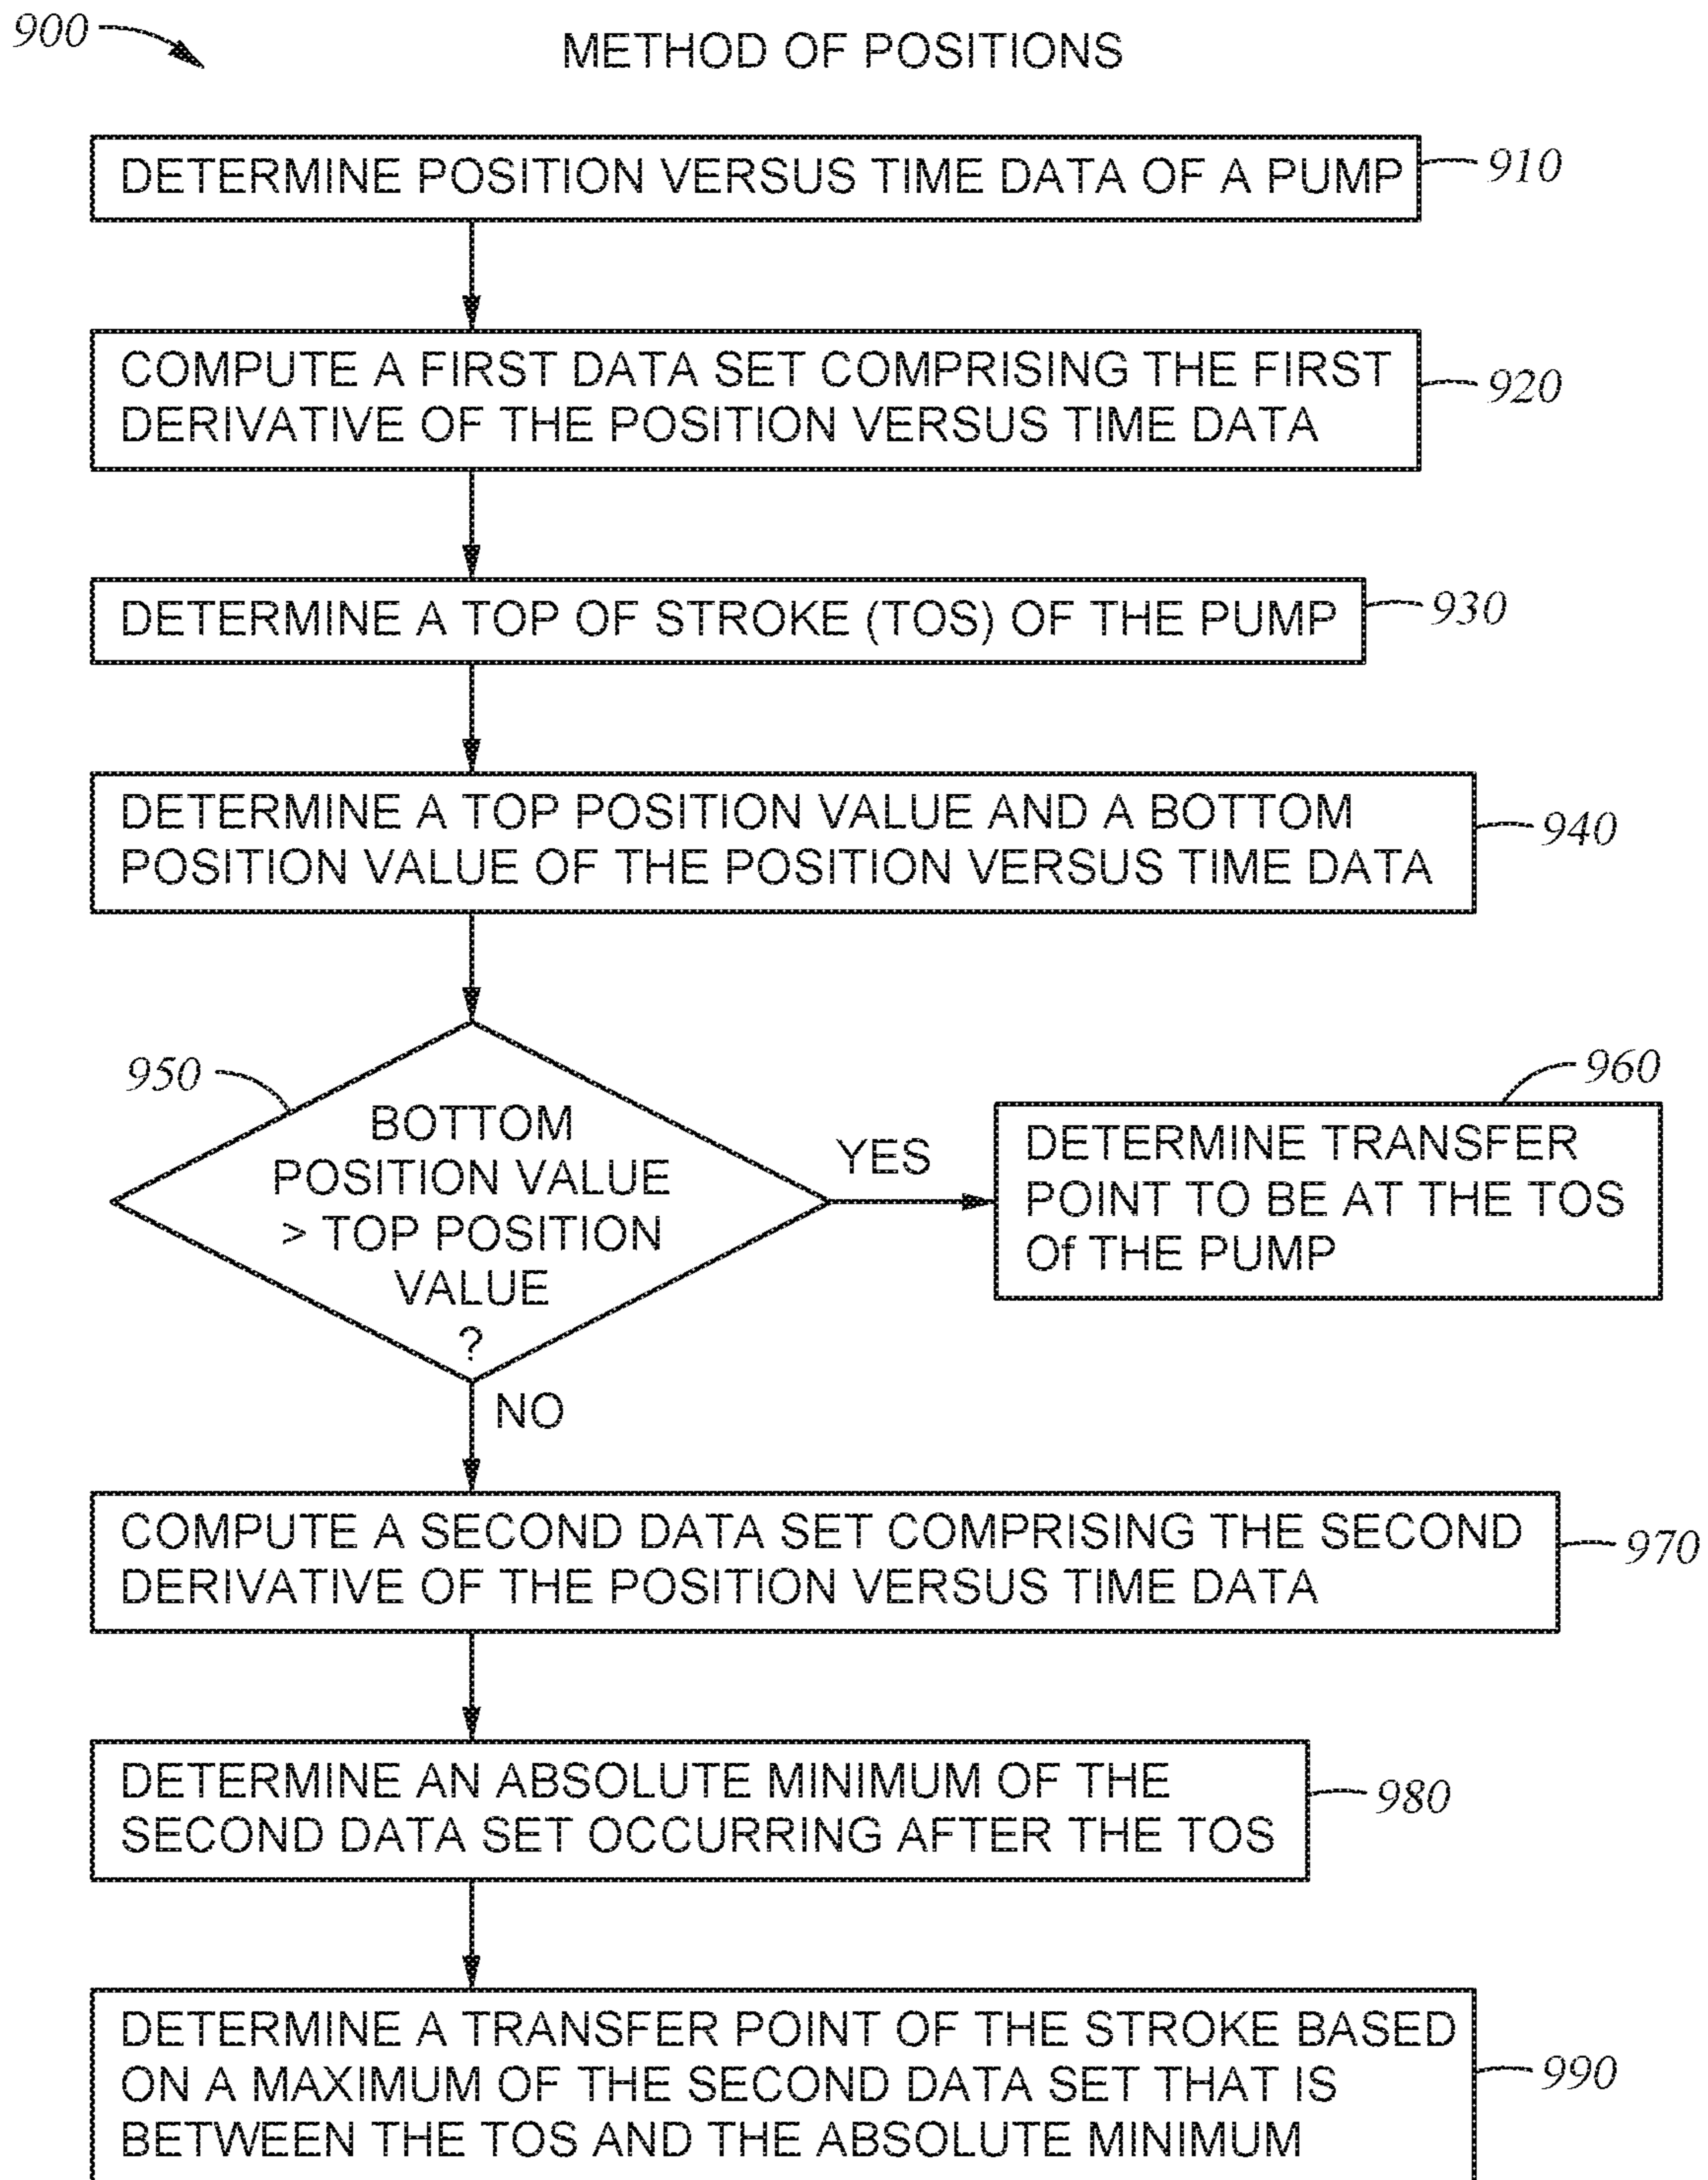 900
METHOD OF POSITIONS
DETERMINE POSITION VERSUS TIME DATA OF A PUMP
910
COMPUTE A FIRST DATA SET COMPRISING THE FIRST
DERIVATIVE OF THE POSITION VERSUS TIME DATA
920
DETERMINE A TOP OF STROKE (TOS) OF THE PUMP
930
DETERMINE A TOP POSITION VALUE AND A BOTTOM
POSITION VALUE OF THE POSITION VERSUS TIME DATA
940
950
BOTTOM
POSITION VALUE
> TOP POSITION
VALUE
?
YES
960
DETERMINE TRANSFER
POINT TO BE AT THE TOS
Of THE PUMP
NO
COMPUTE A SECOND DATA SET COMPRISING THE SECOND
DERIVATIVE OF THE POSITION VERSUS TIME DATA
970
DETERMINE AN ABSOLUTE MINIMUM OF THE
SECOND DATA SET OCCURRING AFTER THE TOS
980
DETERMINE A TRANSFER POINT OF THE STROKE BASED
ON A MAXIMUM OF THE SECOND DATA SET THAT IS
BETWEEN THE TOS AND THE ABSOLUTE MINIMUM
990